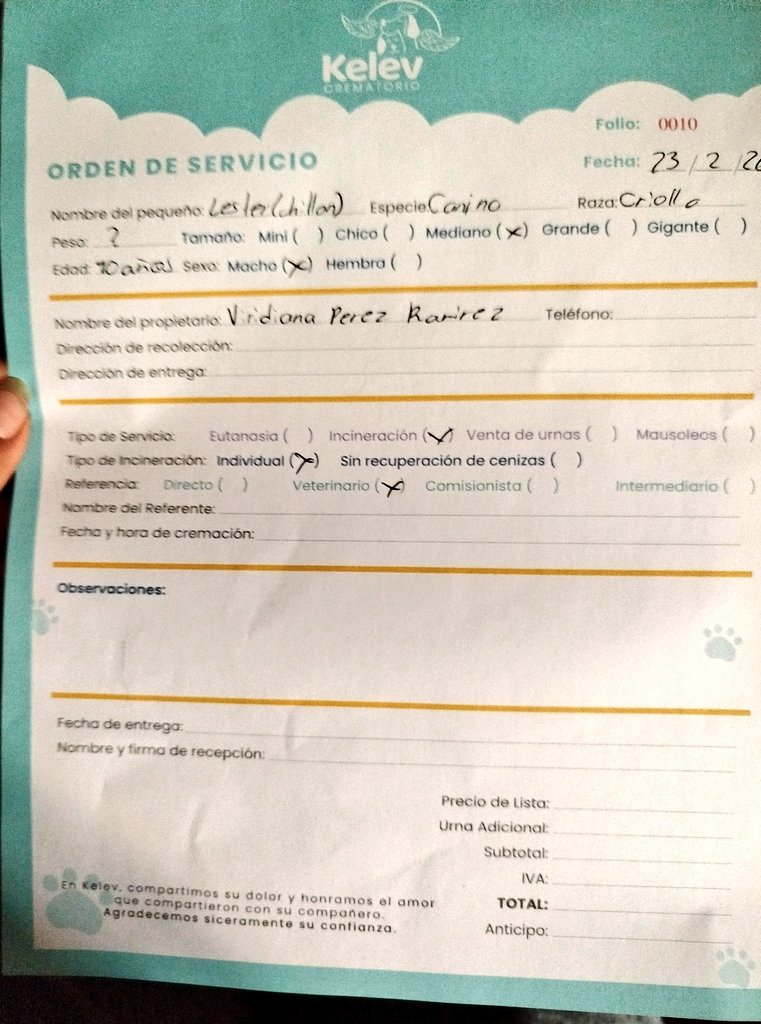 Kelev
CREMATORIO
Folio: 0010
ORDEN DE SERVICIO
Fecha: 23 / 2 / 20
Nombre del pequeño: Lester (chillon) Especie: Canino Raza: Criollo
Peso: ? Tamaño: Mini ( ) Chico ( ) Mediano (x) Grande ( ) Gigante ( )
Edad: 10 años Sexo: Macho (x) Hembra ( )
Nombre del propietario: Viridiana Perez Ramirez Teléfono:
Dirección de recolección:
Dirección de entrega:
Tipo de Servicio: Eutanasia ( ) Incineración (x) Venta de urnas ( ) Mausoleos ( )
Tipo de Incineración: Individual (x) Sin recuperación de cenizas ( )
Referencia: Directo ( ) Veterinario (x) Comisionista ( ) Intermediario ( )
Nombre del Referente:
Fecha y hora de cremación:
Observaciones:
Fecha de entrega:
Nombre y firma de recepción:
Precio de Lista:
Urna Adicional:
Subtotal:
IVA:
TOTAL:
Anticipo:
En Kelev, compartimos su dolor y honramos el amor
que compartieron con su compañero.
Agradecemos siceramente su confianza.